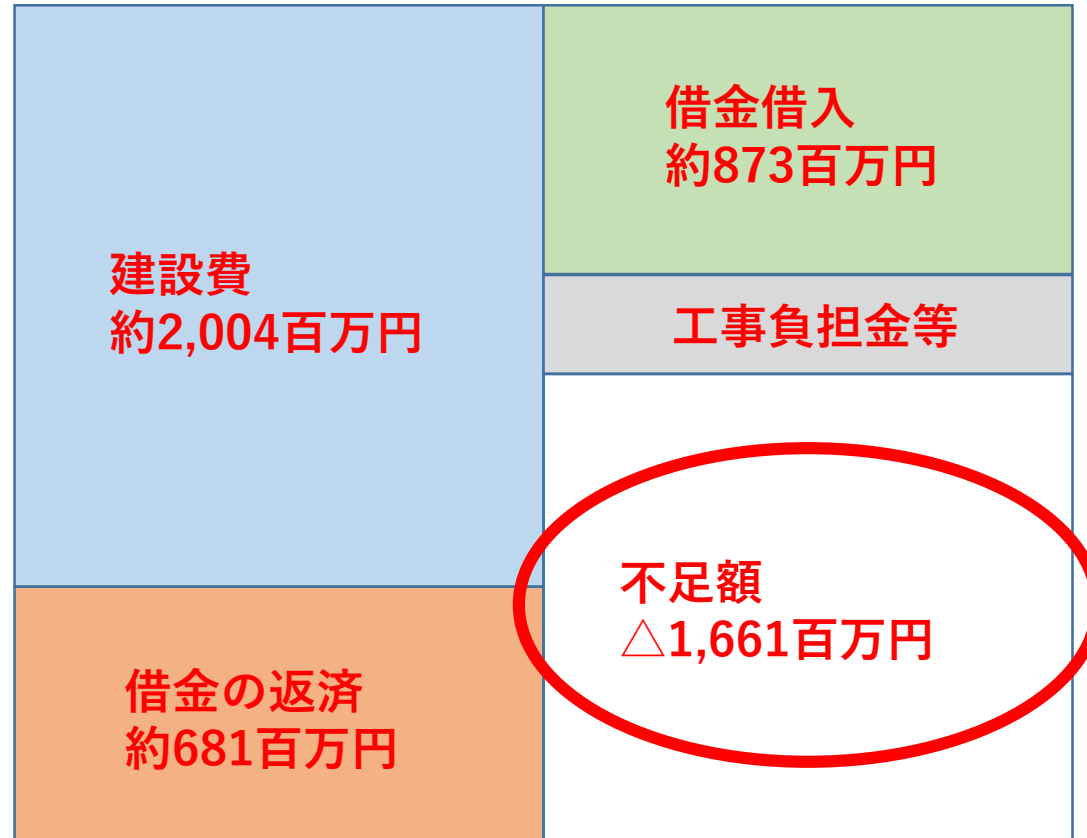 建設費
約2,004百万円
借金の返済
約681百万円
借金借入
約873百万円
工事負担金等
不足額
△1,661百万円